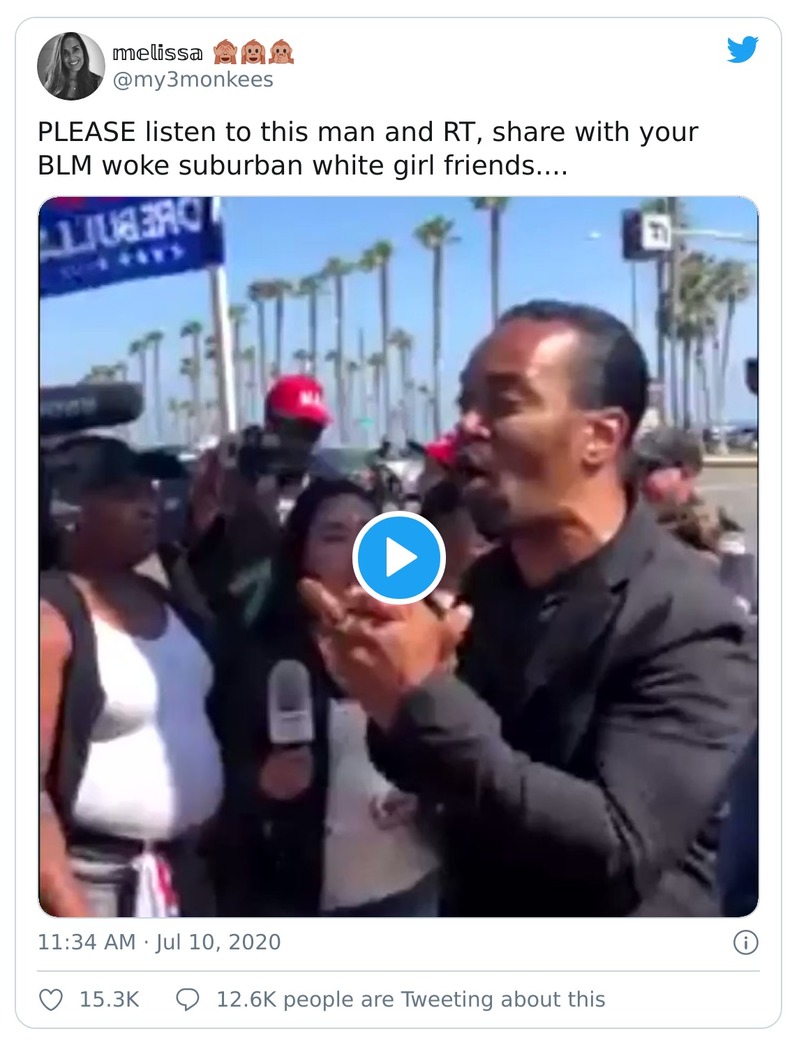 melissa 🙈🙉🙊
@my3monkees
PLEASE listen to this man and RT, share with your
BLM woke suburban white girl friends....
11:34 AM · Jul 10, 2020
15.3K
12.6K people are Tweeting about this